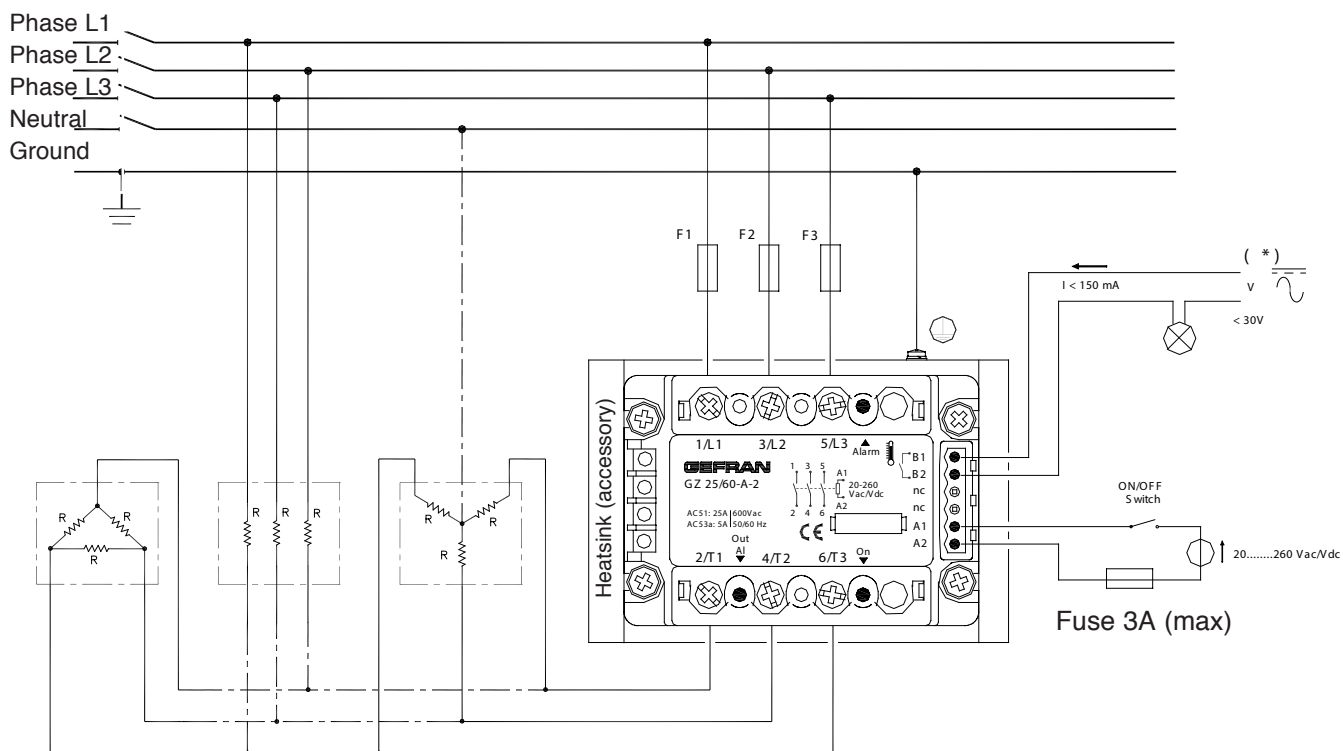 Phase L1
Phase L2
Phase L3
Neutral
Ground
F1 F2 F3
( * )
I < 150 mA
V
< 30V
Heatsink (accessory)
1/L1 3/L2 5/L3
Alarm
B1
B2
nc
nc
A1
A2
GEFRAN
GZ 25/60-A-2
1 3 5
A1
20-260
Vac/Vdc
2 4 6
A2
AC51: 25A 600Vac
AC53a: 5A 50/60 Hz
CE
Out
Al
On
2/T1 4/T2 6/T3
ON/OFF
Switch
20........260 Vac/Vdc
Fuse 3A (max)
R R
R
R R R
R R
R